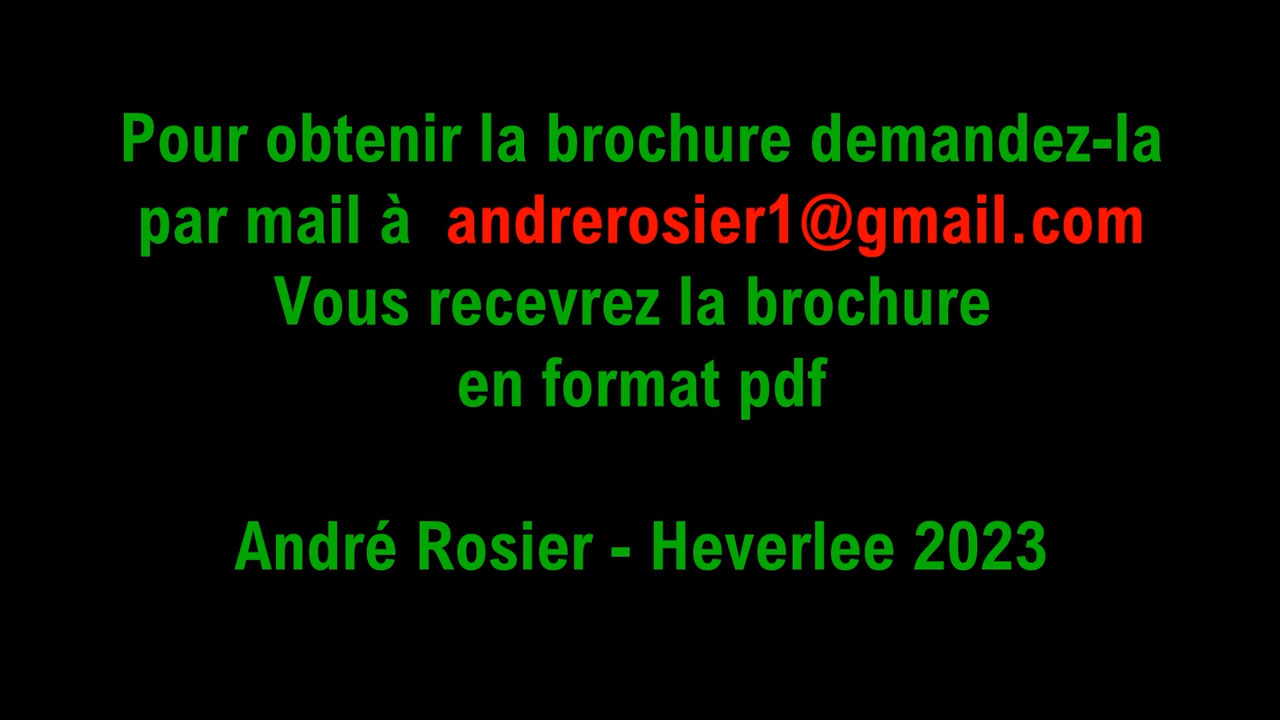 Pour obtenir la brochure demandez-la
par mail à andrerosier1@gmail.com
Vous recevrez la brochure
en format pdf
André Rosier - Heverlee 2023